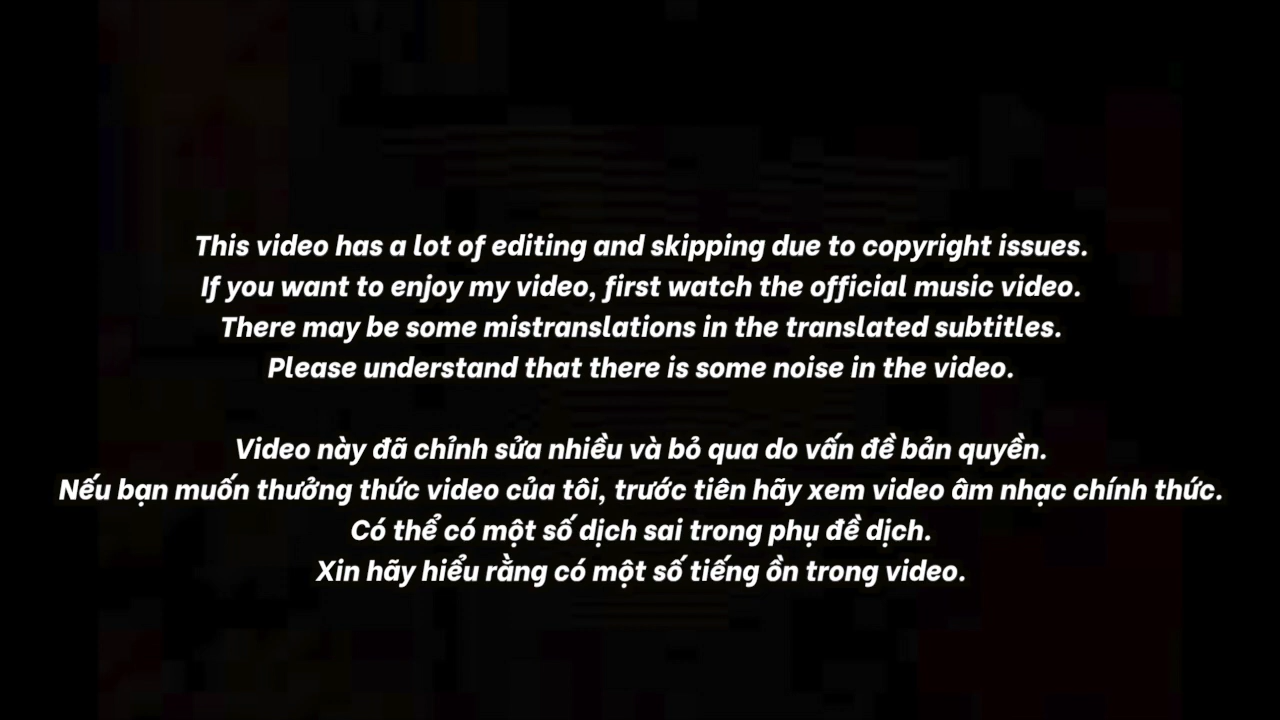 This video has a lot of editing and skipping due to copyright issues.
If you want to enjoy my video, first watch the official music video.
There may be some mistranslations in the translated subtitles.
Please understand that there is some noise in the video.
Video này đã chỉnh sửa nhiều và bỏ qua do vấn đề bản quyền.
Nếu bạn muốn thưởng thức video của tôi, trước tiên hãy xem video âm nhạc chính thức.
Có thể có một số dịch sai trong phụ đề dịch.
Xin hãy hiểu rằng có một số tiếng ồn trong video.